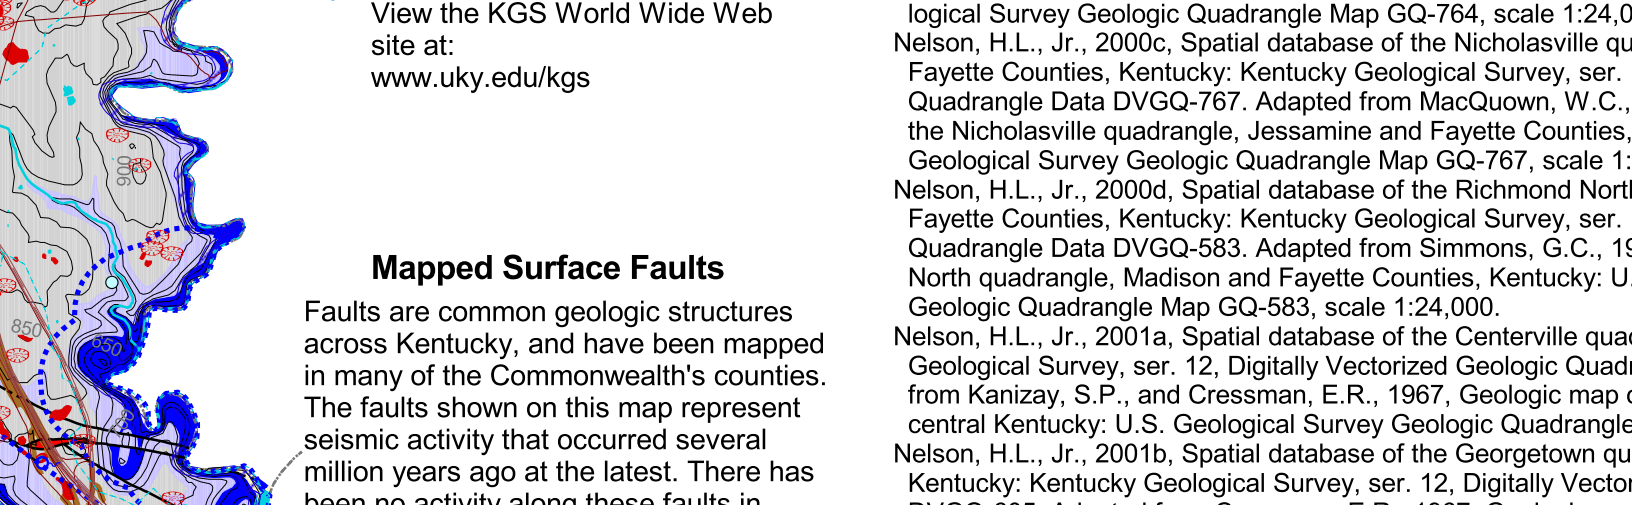 View the KGS World Wide Web
site at:
www.uky.edu/kgs
Mapped Surface Faults
Faults are common geologic structures
across Kentucky, and have been mapped
in many of the Commonwealth's counties.
The faults shown on this map represent
seismic activity that occurred several
million years ago at the latest. There has
been no activity along these faults in
logical Survey Geologic Quadrangle Map GQ-764, scale 1:24,0
Nelson, H.L., Jr., 2000c, Spatial database of the Nicholasville qu
Fayette Counties, Kentucky: Kentucky Geological Survey, ser.
Quadrangle Data DVGQ-767. Adapted from MacQuown, W.C.,
the Nicholasville quadrangle, Jessamine and Fayette Counties,
Geological Survey Geologic Quadrangle Map GQ-767, scale 1:
Nelson, H.L., Jr., 2000d, Spatial database of the Richmond North
Fayette Counties, Kentucky: Kentucky Geological Survey, ser.
Quadrangle Data DVGQ-583. Adapted from Simmons, G.C., 19
North quadrangle, Madison and Fayette Counties, Kentucky: U.
Geologic Quadrangle Map GQ-583, scale 1:24,000.
Nelson, H.L., Jr., 2001a, Spatial database of the Centerville quad
Geological Survey, ser. 12, Digitally Vectorized Geologic Quadr
from Kanizay, S.P., and Cressman, E.R., 1967, Geologic map o
central Kentucky: U.S. Geological Survey Geologic Quadrangle
Nelson, H.L., Jr., 2001b, Spatial database of the Georgetown qu
Kentucky: Kentucky Geological Survey, ser. 12, Digitally Vector
900
850
650